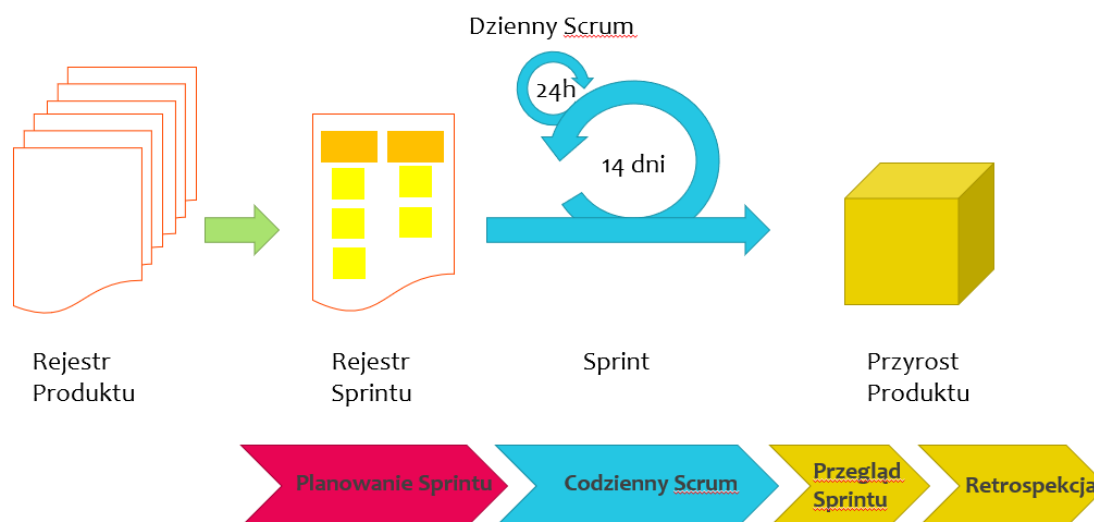 Dzienny Scrum
24h
14 dni
Rejestr
Produktu
Rejestr
Sprintu
Sprint
Przyrost
Produktu
Planowanie Sprintu
Codzienny Scrum
Przegląd
Sprintu
Retrospekcja